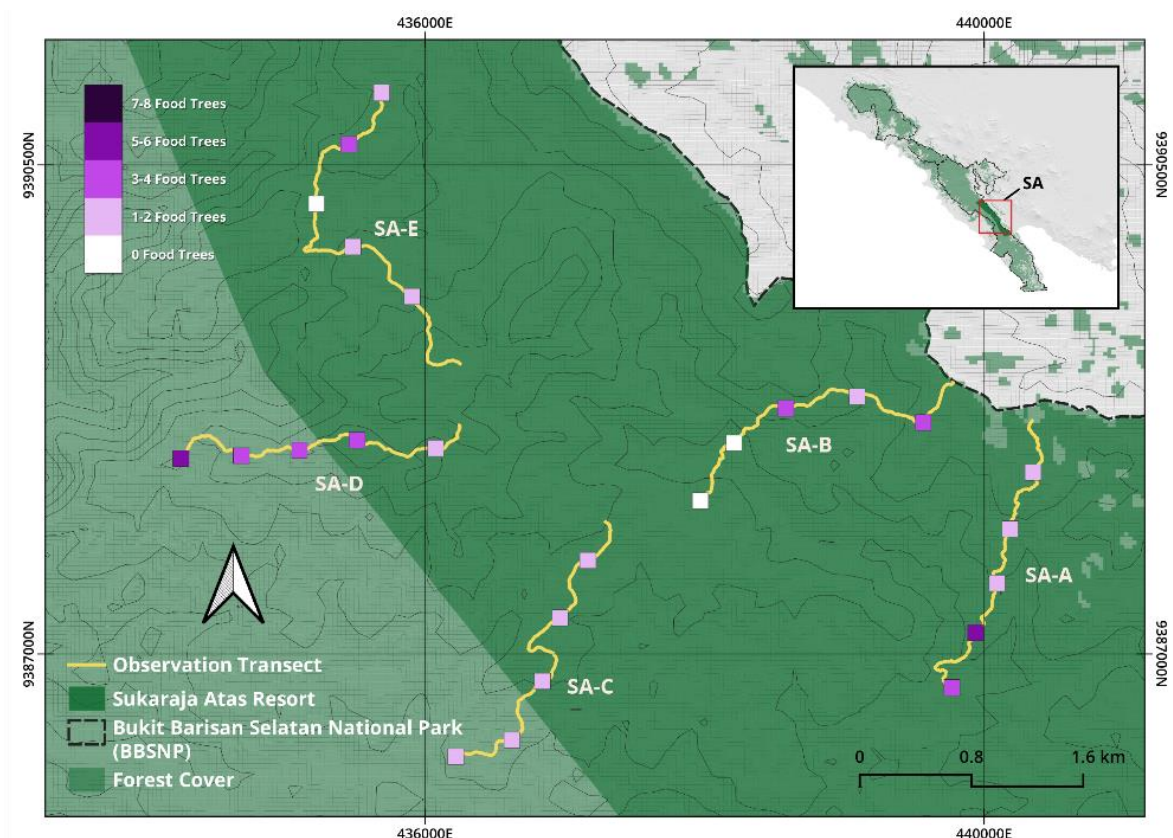 436000E
440000E
7-8 Food Trees
5-6 Food Trees
3-4 Food Trees
1-2 Food Trees
0 Food Trees
9390500N
9390500N
SA
SA-E
SA-B
SA-D
SA-A
SA-C
9387000N
9387000N
Observation Transect
Sukaraja Atas Resort
Bukit Barisan Selatan National Park
(BBSNP)
Forest Cover
0 0.8 1.6 km
436000E
440000E